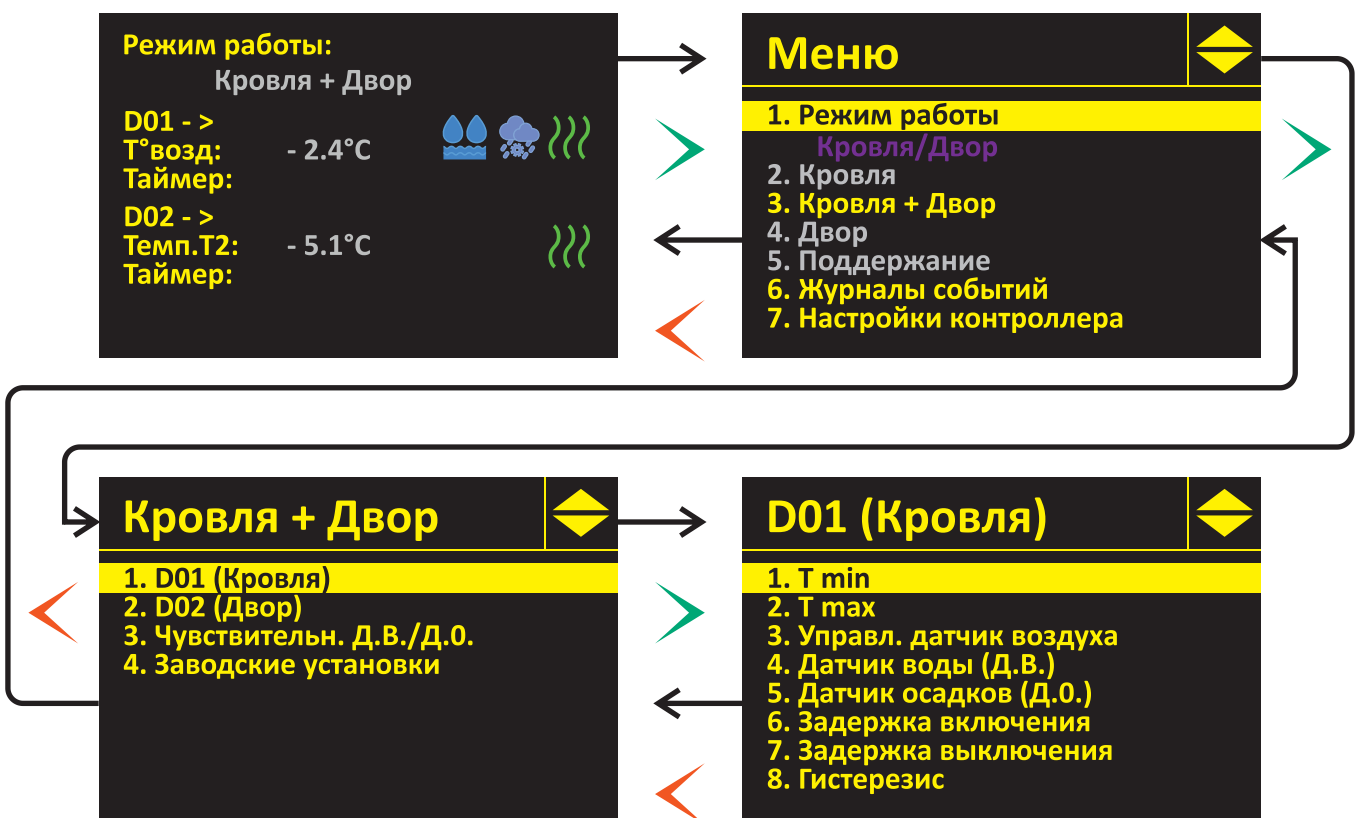 Режим работы:
Кровля + Двор
D01 - >
T°возд: - 2.4°C
Таймер:
D02 - >
Темп.T2: - 5.1°C
Таймер:
Меню
1. Режим работы
Кровля/Двор
2. Кровля
3. Кровля + Двор
4. Двор
5. Поддержание
6. Журналы событий
7. Настройки контроллера
Кровля + Двор
1. D01 (Кровля)
2. D02 (Двор)
3. Чувствительн. Д.В./Д.О.
4. Заводские установки
D01 (Кровля)
1. T min
2. T max
3. Управл. датчик воздуха
4. Датчик воды (Д.В.)
5. Датчик осадков (Д.О.)
6. Задержка включения
7. Задержка выключения
8. Гистерезис